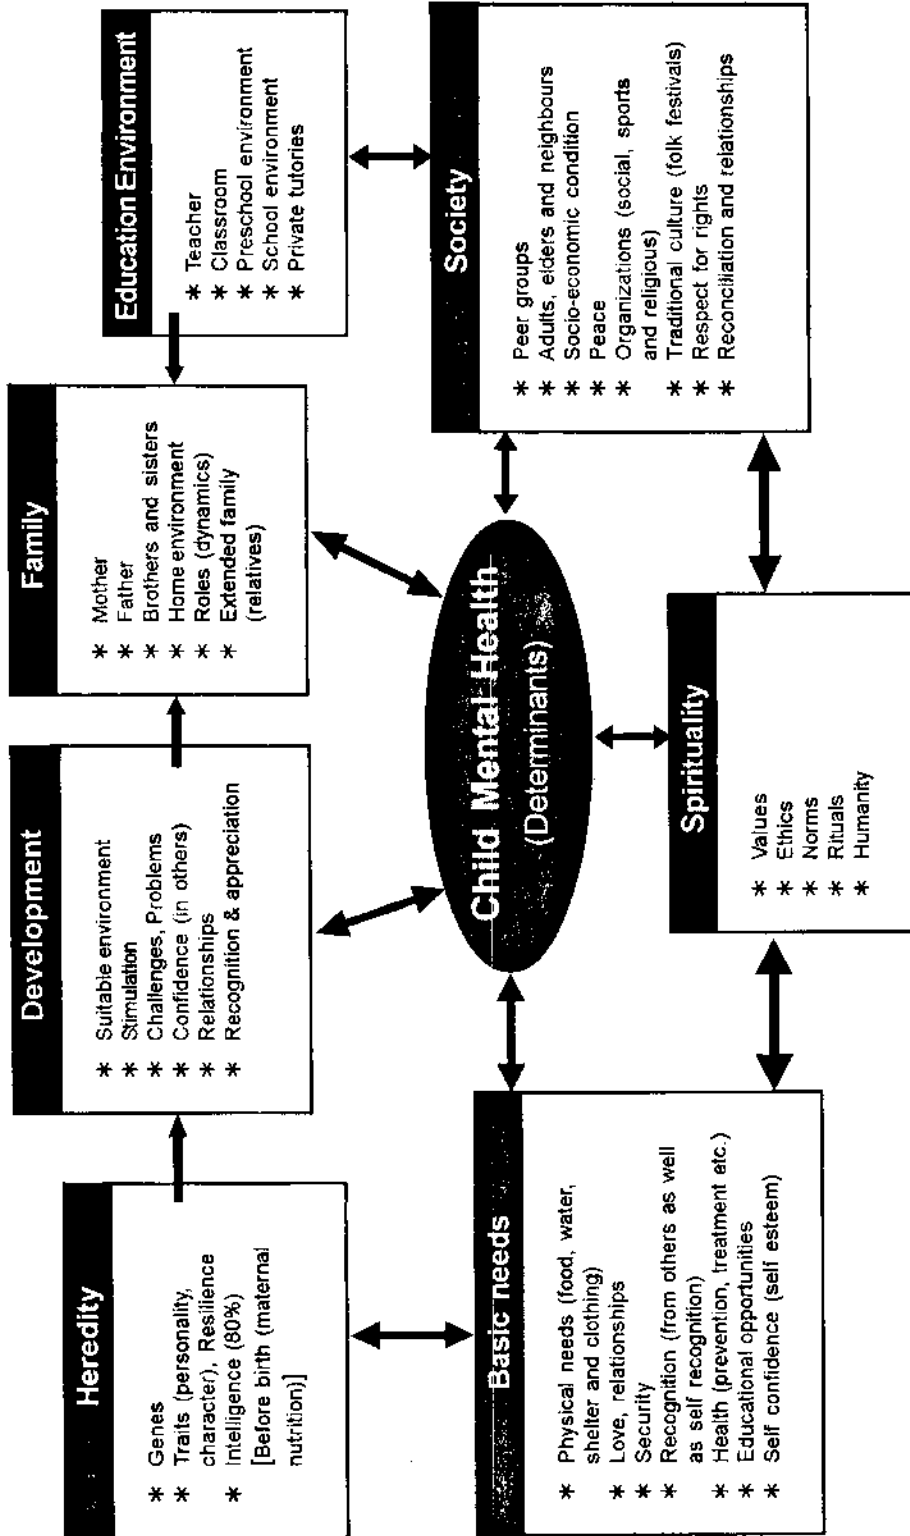 Heredity
* Genes
* Traits (personality,
character), Resilience
* Intelligence (80%)
[Before birth (maternal
nutrition)]
Development
* Suitable environment
* Stimulation
* Challenges, Problems
* Confidence (in others)
* Relationships
* Recognition & appreciation
Family
* Mother
* Father
* Brothers and sisters
* Home environment
* Roles (dynamics)
* Extended family
(relatives)
Education Environment
* Teacher
* Classroom
* Preschool environment
* School environment
* Private tutories
Child Mental Health
(Determinants)
Basic needs
* Physical needs (food, water,
shelter and clothing)
* Love, relationships
* Security
* Recognition (from others as well
as self recognition)
* Health (prevention, treatment etc.)
* Educational opportunities
* Self confidence (self esteem)
Spirituality
* Values
* Ethics
* Norms
* Rituals
* Humanity
Society
* Peer groups
* Adults, elders and neighbours
* Socio-economic condition
* Peace
* Organizations (social, sports
and religious)
* Traditional culture (folk festivals)
* Respect for rights
* Reconciliation and relationships